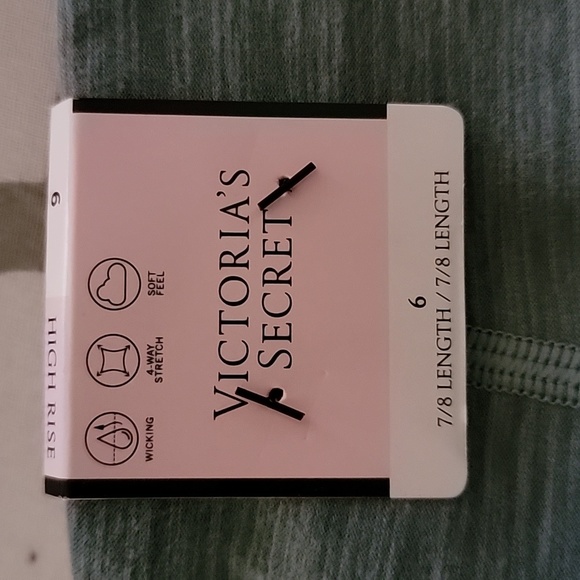 6
HIGH RISE
WICKING
4-WAY
STRETCH
SOFT
FEEL
VICTORIA'S
SECRET
6
7/8 LENGTH / 7/8 LENGTH